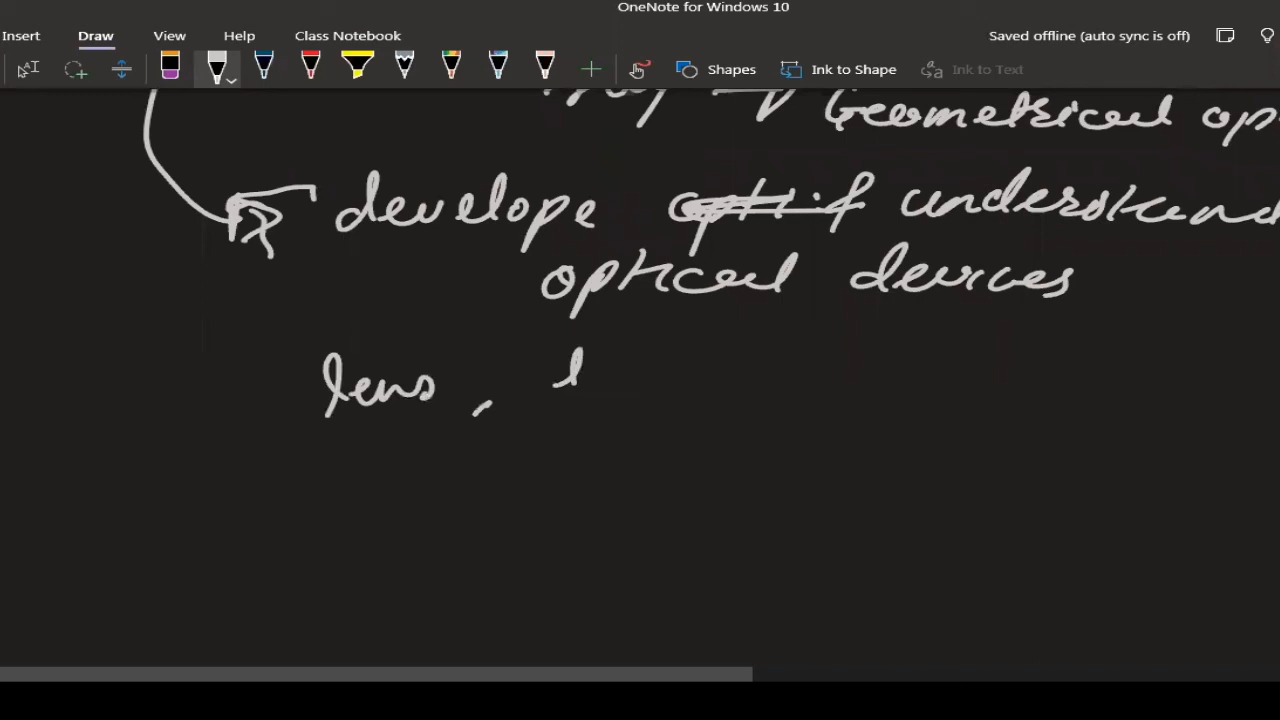 OneNote for Windows 10
Insert Draw View Help Class Notebook Saved offline (auto sync is off)
Shapes Ink to Shape Ink to Text
Geometrical op
develope understand
optical devices
lens,